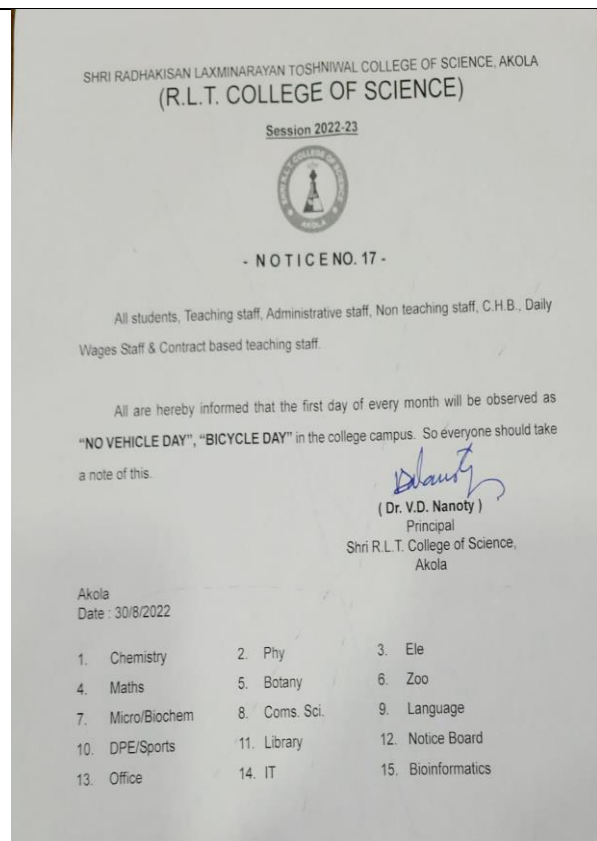 SHRI RADHAKISAN LAXMINARAYAN TOSHNIWAL COLLEGE OF SCIENCE, AKOLA
(R.L.T. COLLEGE OF SCIENCE)
Session 2022-23
SHRI R.L.T. COLLEGE OF SCIENCE
AKOLA
- N O T I C E NO. 17 -
All students, Teaching staff, Administrative staff, Non teaching staff, C.H.B., Daily
Wages Staff & Contract based teaching staff.
All are hereby informed that the first day of every month will be observed as
“NO VEHICLE DAY”, “BICYCLE DAY” in the college campus. So everyone should take
a note of this.
( Dr. V.D. Nanoty )
Principal
Shri R.L.T. College of Science,
Akola
Akola
Date : 30/8/2022
1. Chemistry 2. Phy 3. Ele
4. Maths 5. Botany 6. Zoo
7. Micro/Biochem 8. Coms. Sci. 9. Language
10. DPE/Sports 11. Library 12. Notice Board
13. Office 14. IT 15. Bioinformatics